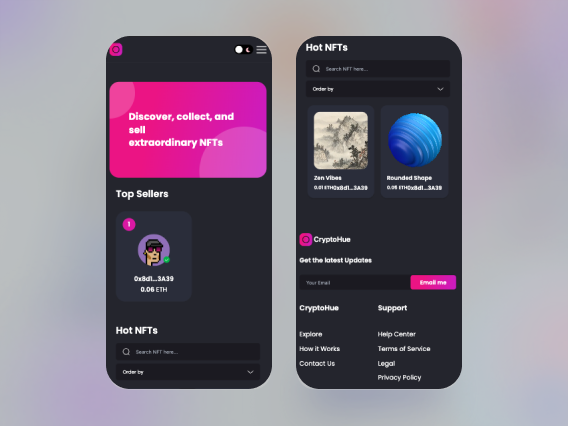 Discover, collect, and
sell
extraordinary NFTs
Top Sellers
1
0x8d1...3A39
0.06 ETH
Hot NFTs
Search NFT here...
Order by
Hot NFTs
Search NFT here...
Order by
Zen Vibes
0.01 ETH0x8d1...3A39
Rounded Shape
0.05 ETH0x8d1...3A39
CryptoHue
Get the latest Updates
Your Email
Email me
CryptoHue
Explore
How it Works
Contact Us
Support
Help Center
Terms of Service
Legal
Privacy Policy